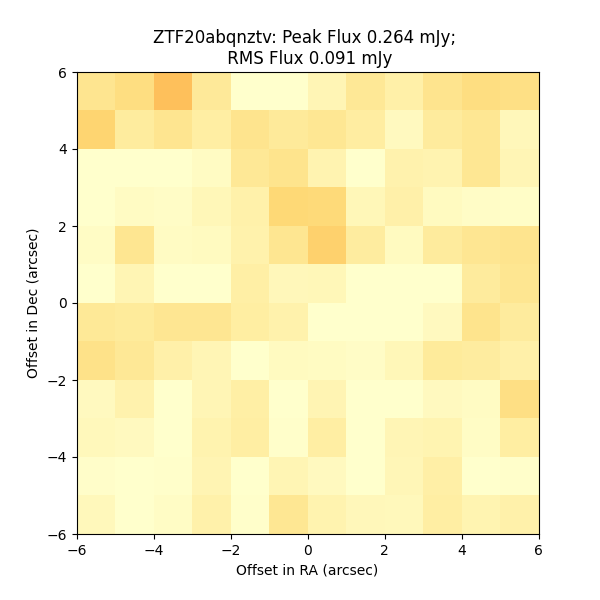 ZTF20abqnztv: Peak Flux 0.264 mJy;
RMS Flux 0.091 mJy
6
4
2
0
−2
−4
−6
Offset in Dec (arcsec)
−6 −4 −2 0 2 4 6
Offset in RA (arcsec)